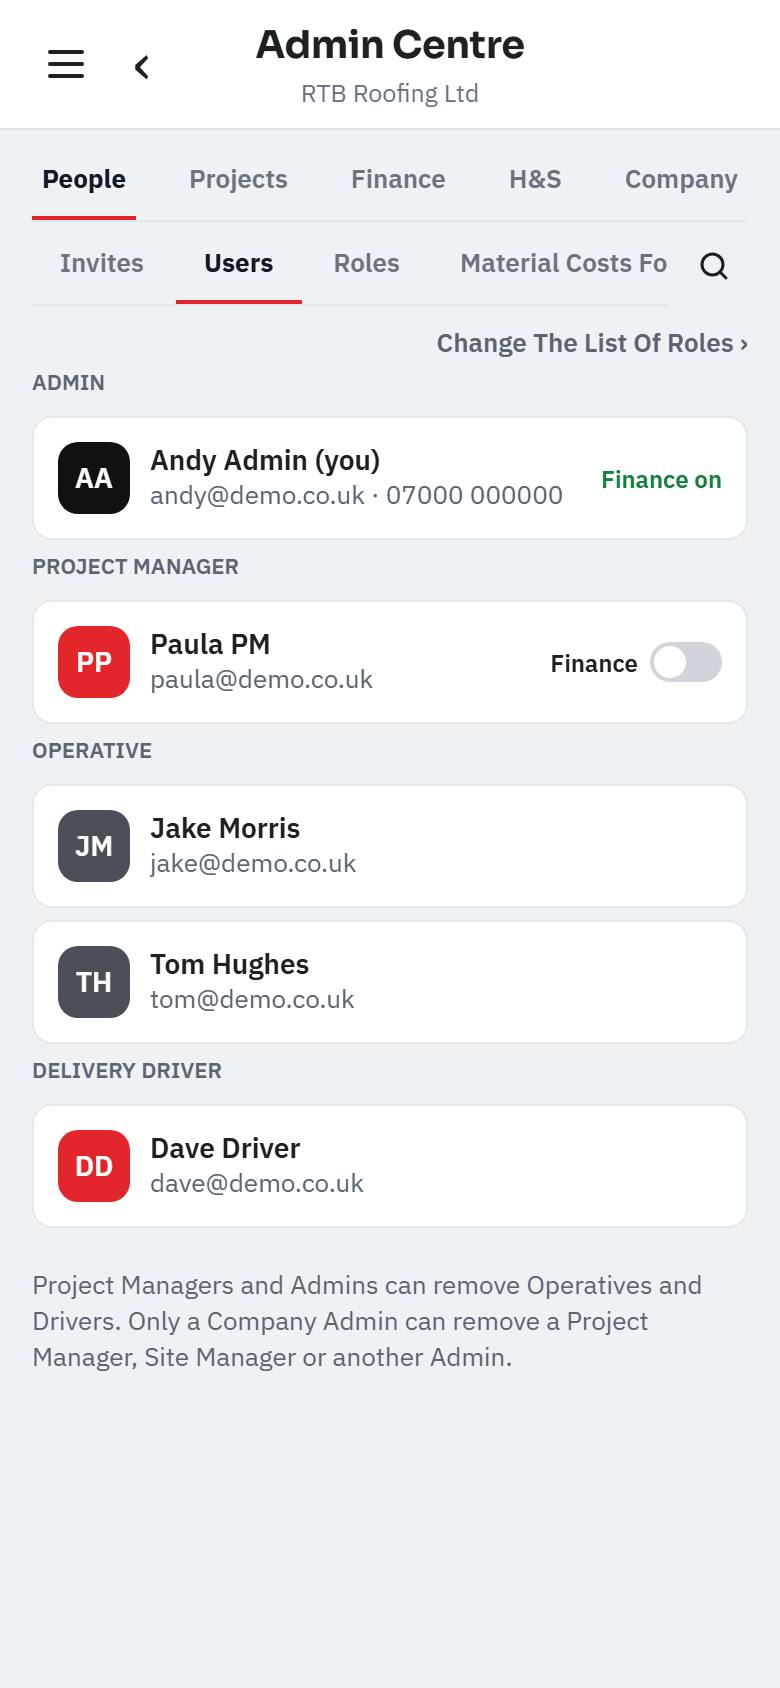 Admin Centre
RTB Roofing Ltd
People Projects Finance H&S Company
Invites Users Roles Material Costs Fo
Change The List Of Roles ›
ADMIN
AA
Andy Admin (you)
andy@demo.co.uk · 07000 000000
Finance on
PROJECT MANAGER
PP
Paula PM
paula@demo.co.uk
Finance
OPERATIVE
JM
Jake Morris
jake@demo.co.uk
TH
Tom Hughes
tom@demo.co.uk
DELIVERY DRIVER
DD
Dave Driver
dave@demo.co.uk
Project Managers and Admins can remove Operatives and
Drivers. Only a Company Admin can remove a Project
Manager, Site Manager or another Admin.